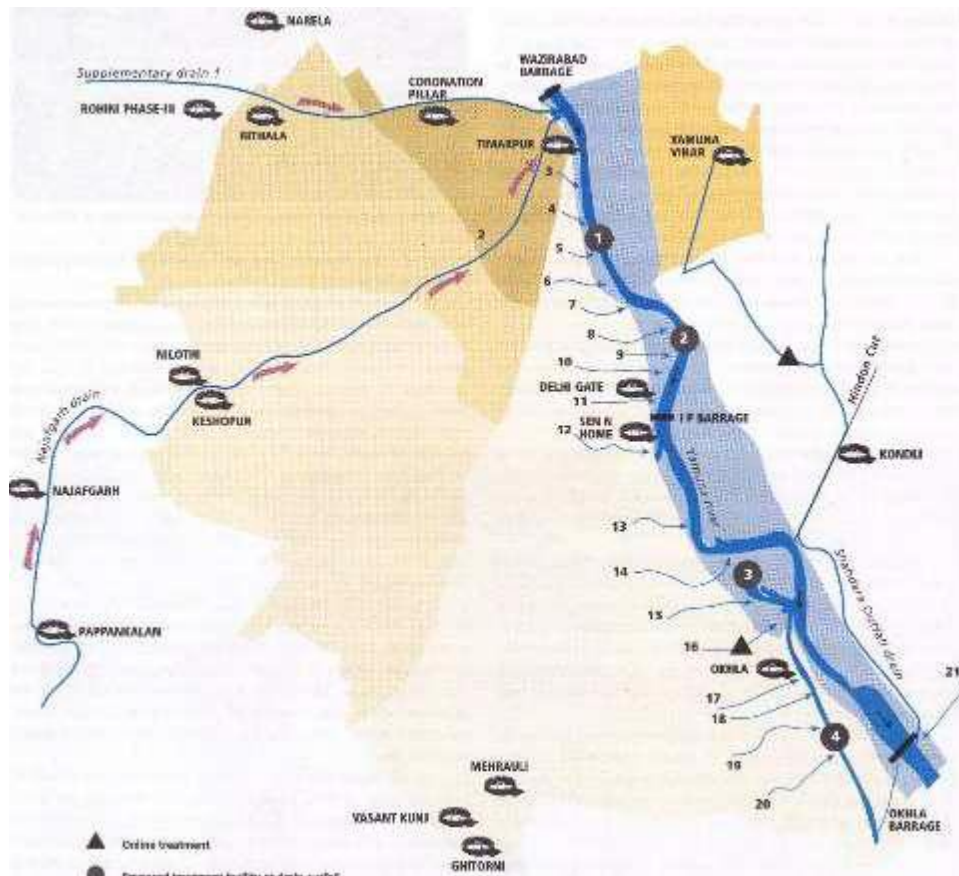 NARELA
WAZIRABAD
BARRAGE
Supplementary drain 1
CORONATION
PILLAR
ROHINI PHASE-III
RITHALA
TIMARPUR
YAMUNA
VIHAR
3
4
1
2
5
6
7
8
2
9
10
NILOTHI
Hindon Cut
DELHI GATE
11
KESHOPUR
I P BARRAGE
SEN N
HOME
12
Najafgarh drain
KONDLI
Yamuna river
NAJAFGARH
13
3
14
Shahdara Outfall drain
15
PAPPANKALAN
16
OKHLA
21
17
18
4
19
MEHRAULI
20
VASANT KUNJ
OKHLA
BARRAGE
GHITORNI
Online treatment